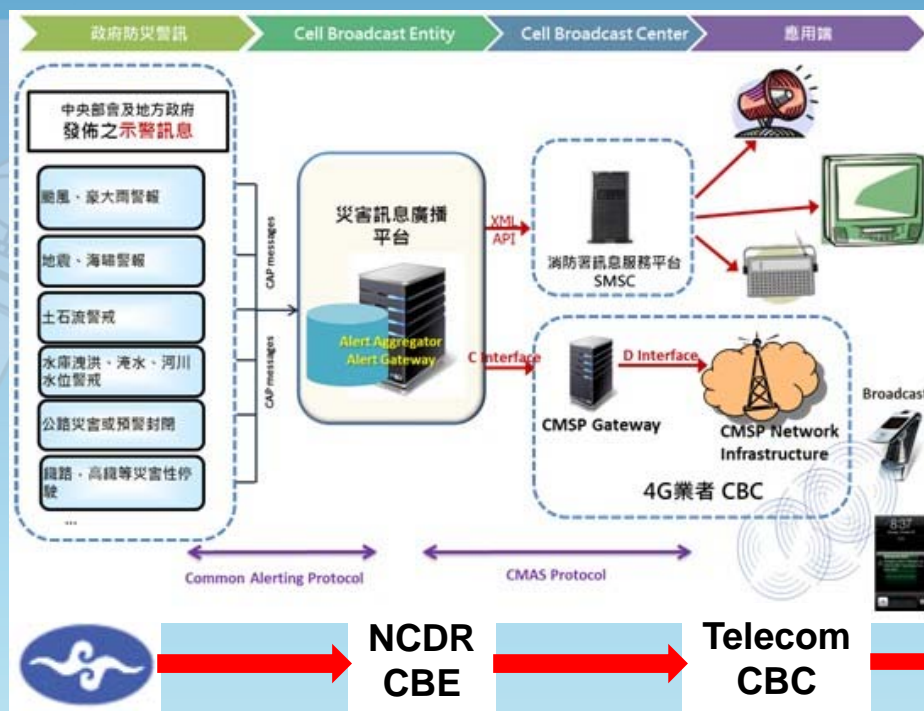 政府防災警訊
Cell Broadcast Entity
Cell Broadcast Center
應用端
中央部會及地方政府
發佈之示警訊息
颱風、豪大雨警報
地震、海嘯警報
土石流警戒
水庫洩洪、淹水、河川
水位警戒
公路災害或預警封閉
鐵路、高鐵等災害性停
駛
...
CAP messages
CAP messages
災害訊息廣播
平台
Alert Aggregator
Alert Gateway
XML
API
消防署訊息服務平台
SMSC
C Interface
D Interface
CMSP Gateway
CMSP Network
Infrastructure
4G業者 CBC
Broadcast
8:37
Common Alerting Protocol
CMAS Protocol
NCDR
CBE
Telecom
CBC